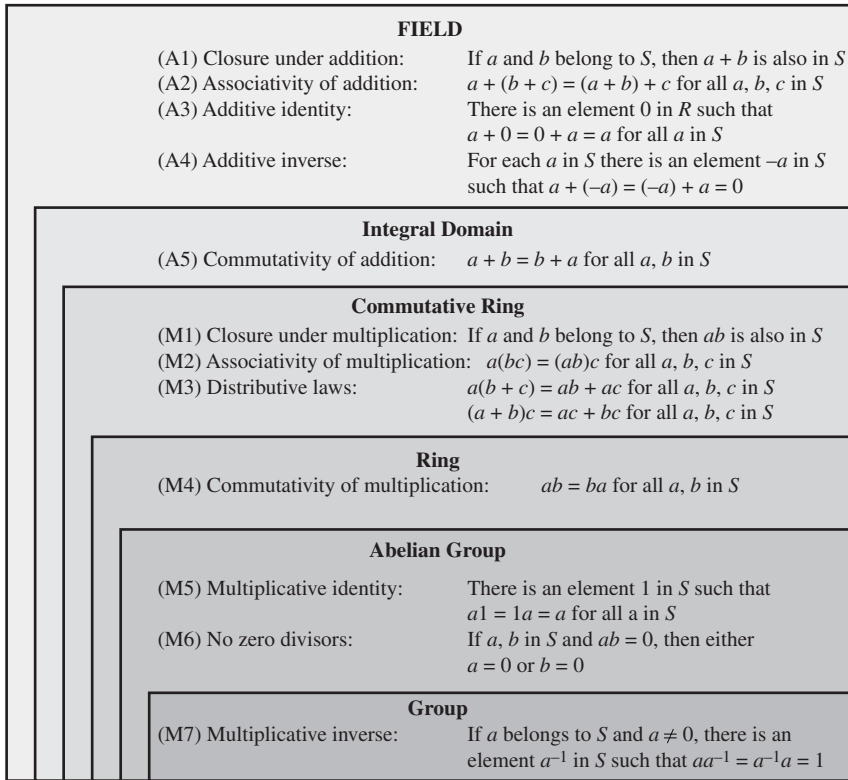 FIELD
(A1) Closure under addition: If a and b belong to S, then a + b is also in S
(A2) Associativity of addition: a + (b + c) = (a + b) + c for all a, b, c in S
(A3) Additive identity: There is an element 0 in R such that
a + 0 = 0 + a = a for all a in S
(A4) Additive inverse: For each a in S there is an element –a in S
such that a + (–a) = (–a) + a = 0
Integral Domain
(A5) Commutativity of addition: a + b = b + a for all a, b in S
Commutative Ring
(M1) Closure under multiplication: If a and b belong to S, then ab is also in S
(M2) Associativity of multiplication: a(bc) = (ab)c for all a, b, c in S
(M3) Distributive laws: a(b + c) = ab + ac for all a, b, c in S
(a + b)c = ac + bc for all a, b, c in S
Ring
(M4) Commutativity of multiplication: ab = ba for all a, b in S
Abelian Group
(M5) Multiplicative identity: There is an element 1 in S such that
a1 = 1a = a for all a in S
(M6) No zero divisors: If a, b in S and ab = 0, then either
a = 0 or b = 0
Group
(M7) Multiplicative inverse: If a belongs to S and a ≠ 0, there is an
element a⁻¹ in S such that aa⁻¹ = a⁻¹a = 1